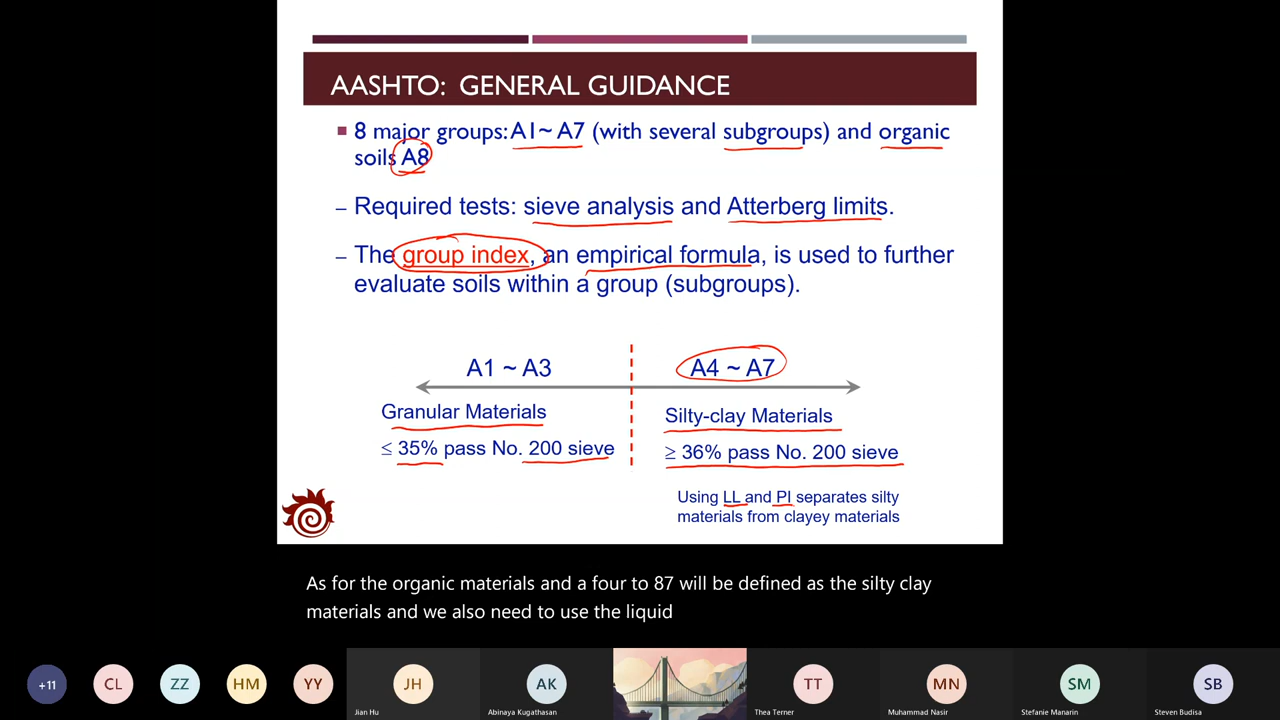 AASHTO: GENERAL GUIDANCE
■ 8 major groups: A1~ A7 (with several subgroups) and organic
soils A8
– Required tests: sieve analysis and Atterberg limits.
– The group index, an empirical formula, is used to further
evaluate soils within a group (subgroups).
A1 ~ A3
A4 ~ A7
Granular Materials
Silty-clay Materials
≤ 35% pass No. 200 sieve
≥ 36% pass No. 200 sieve
Using LL and PI separates silty
materials from clayey materials
As for the organic materials and a four to 87 will be defined as the silty clay
materials and we also need to use the liquid
+11
CL
ZZ
HM
YY
JH
AK
TT
MN
SM
SB
Jian Hu
Abinaya Kugathasan
Thea Terner
Muhammad Nasir
Stefanie Manarin
Steven Budisa